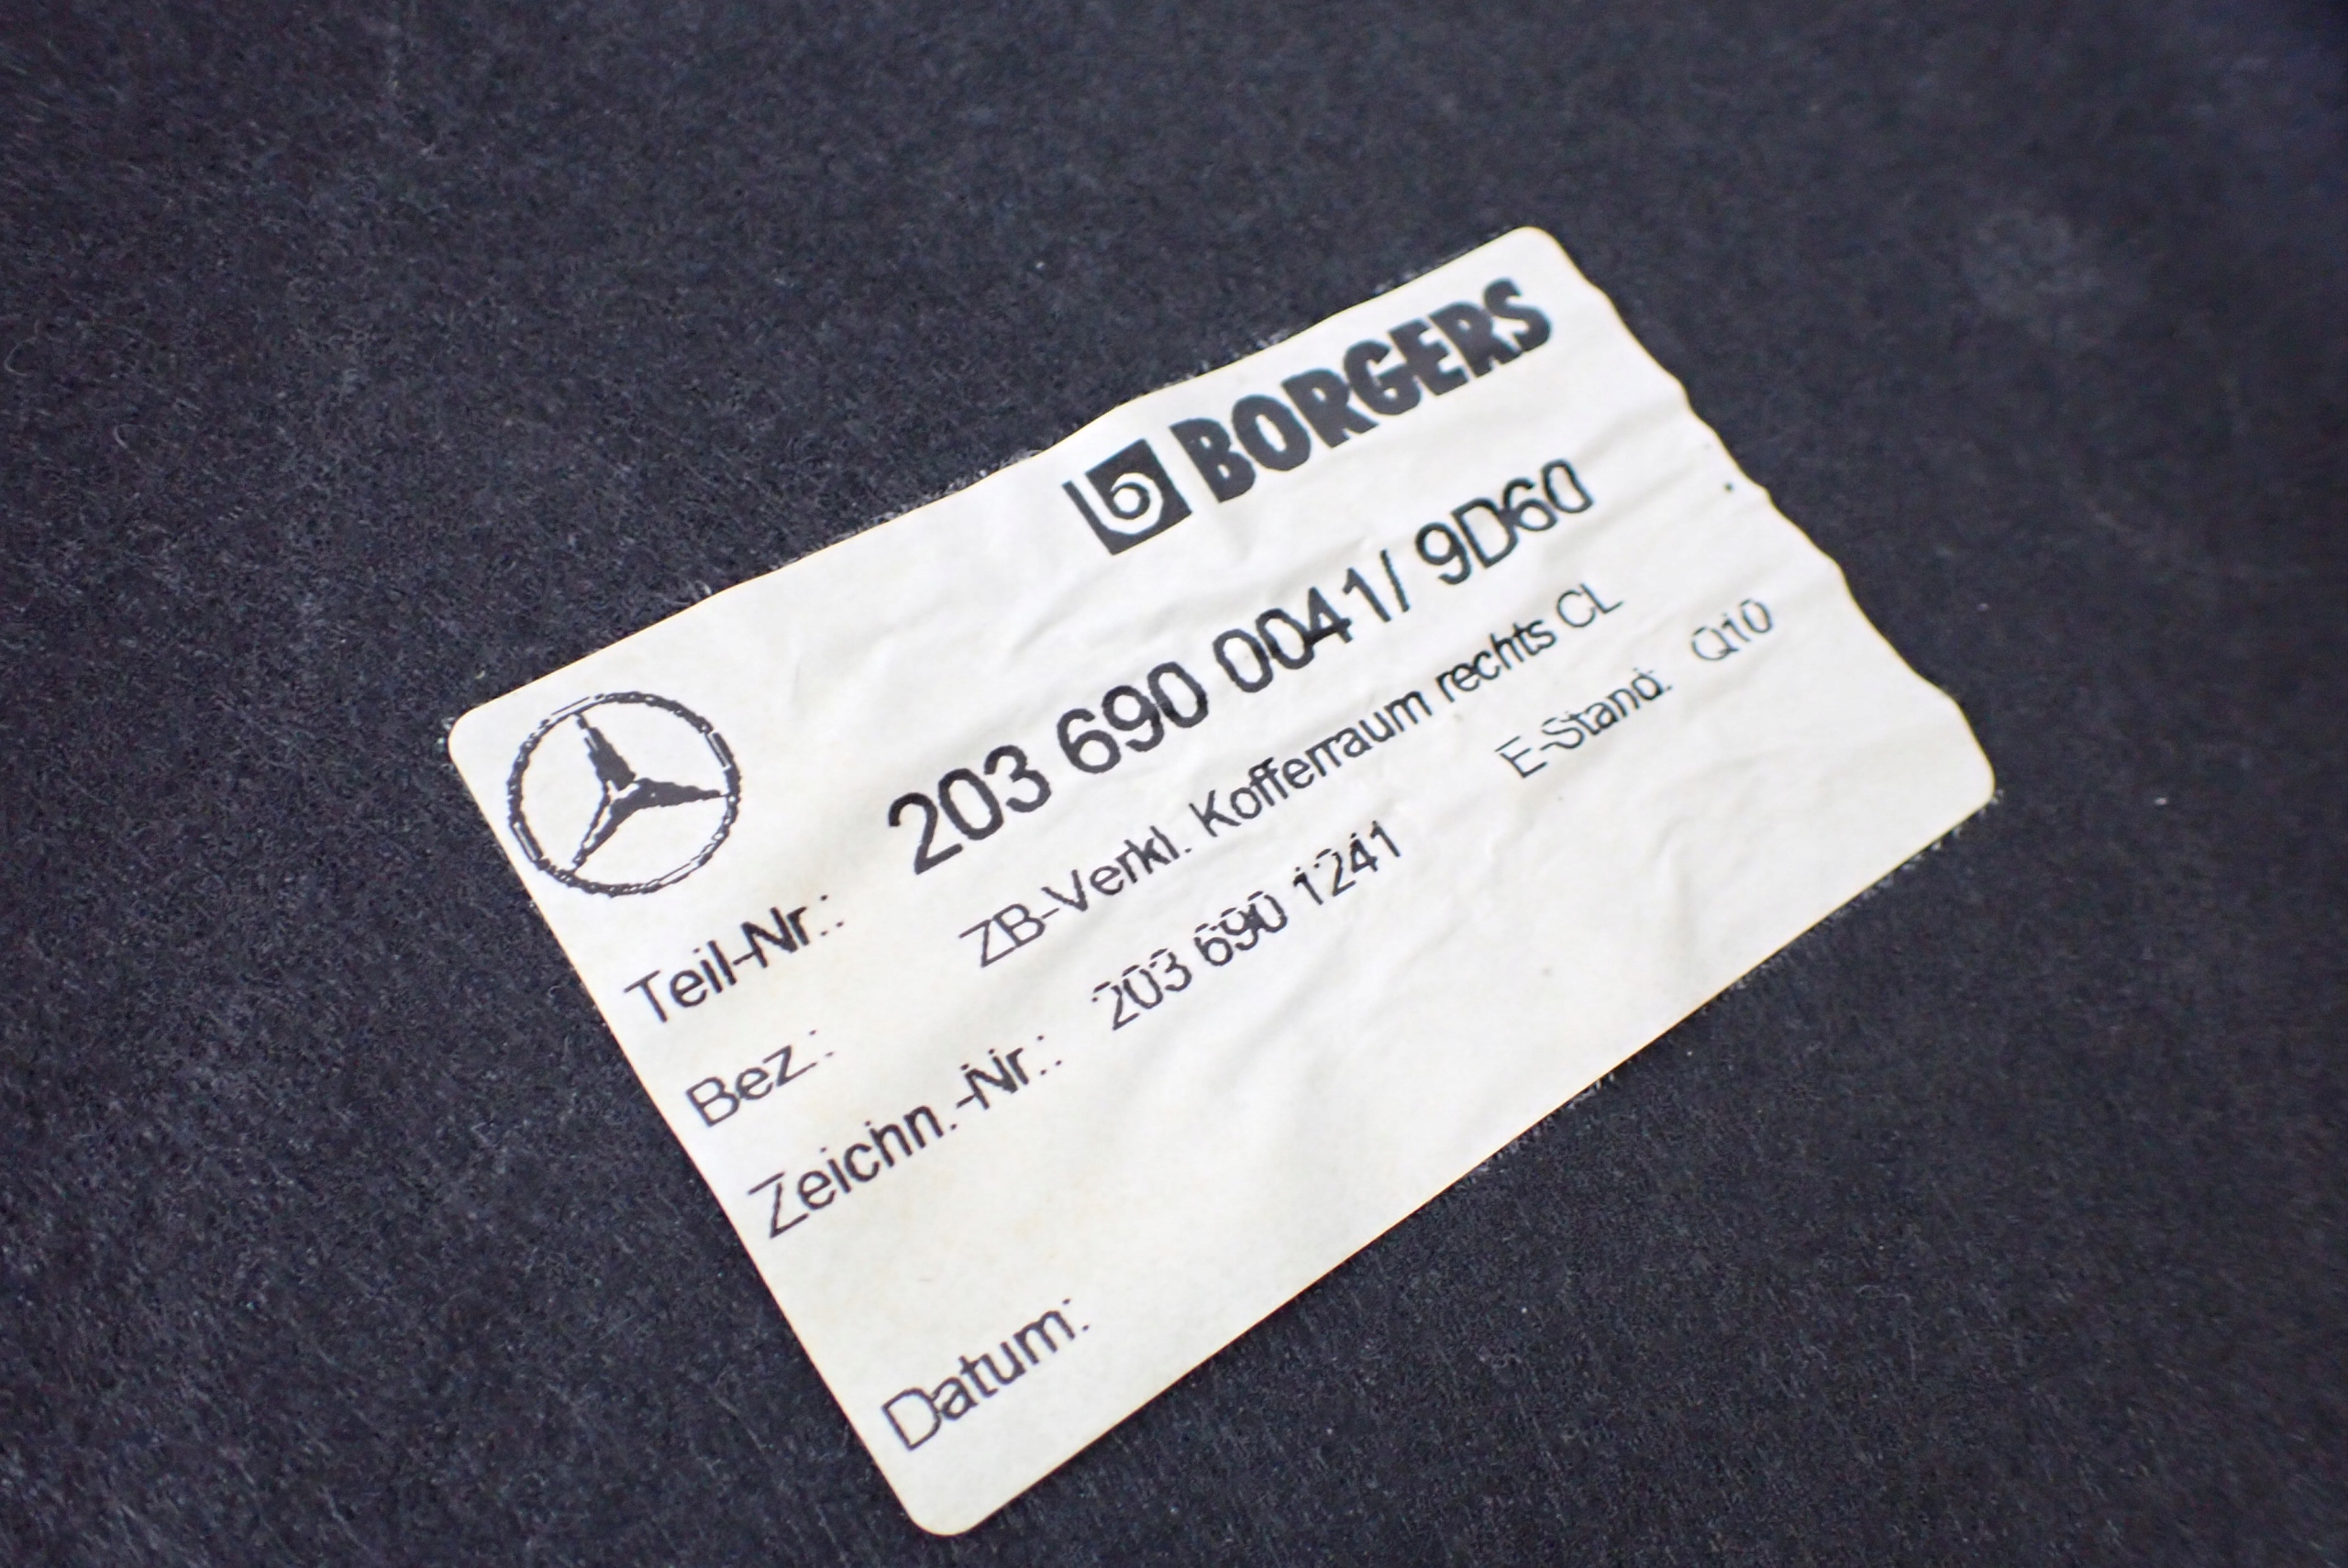 BORGERS
Teil-Nr.: 203 690 0041/ 9D60
Bez.: ZB-Verkl. Kofferraum rechts CL
Zeichn.-Nr.: 203 690 1241 E-Stand: Q10
Datum: